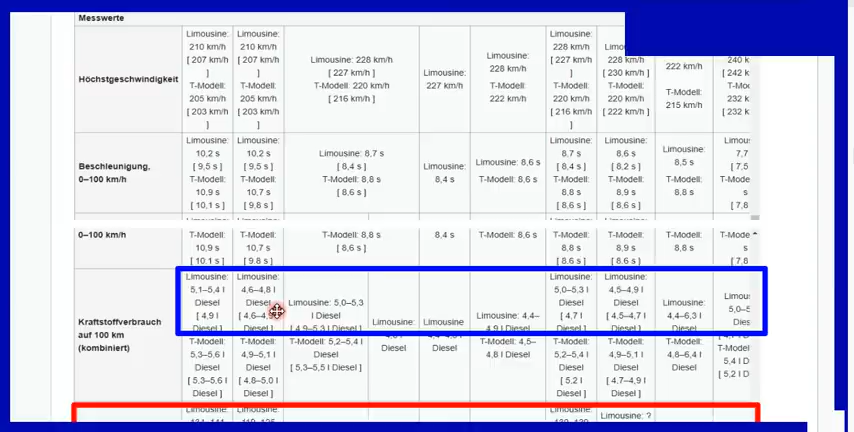 Messwerte
Höchstgeschwindigkeit
Limousine:
210 km/h
[ 207 km/h
]
T-Modell:
205 km/h
[ 203 km/h
]
Limousine:
210 km/h
[ 207 km/h
]
T-Modell:
205 km/h
[ 203 km/h
]
Limousine: 228 km/h
[ 227 km/h ]
T-Modell: 220 km/h
[ 216 km/h ]
Limousine:
227 km/h
Limousine:
228 km/h
T-Modell:
222 km/h
Limousine:
228 km/h
[ 227 km/h
]
T-Modell:
220 km/h
[ 216 km/h
]
228 km/h
[ 230 km/h ]
T-Modell:
220 km/h
[ 222 km/h ]
222 km/h
T-Modell:
215 km/h
240 k
[ 242 k
T-Mod
232 k
[ 232 k
Beschleunigung,
0–100 km/h
Limousine:
10,2 s
[ 9,5 s ]
T-Modell:
10,9 s
[ 10,1 s ]
Limousine:
10,2 s
[ 9,5 s ]
T-Modell:
10,7 s
[ 9,8 s ]
Limousine: 8,7 s
[ 8,4 s ]
T-Modell: 8,8 s
[ 8,6 s ]
Limousine:
8,4 s
Limousine: 8,6 s
T-Modell: 8,6 s
Limousine:
8,7 s
[ 8,4 s ]
T-Modell:
8,8 s
[ 8,6 s ]
Limousine:
8,6 s
[ 8,2 s ]
T-Modell:
8,9 s
[ 8,6 s ]
Limousine:
8,5 s
T-Modell:
8,8 s
Limous
7,7
[ 7,5
T-Mode
s
[ 7,8
0–100 km/h
T-Modell:
10,9 s
[ 10,1 s ]
T-Modell:
10,7 s
[ 9,8 s ]
T-Modell: 8,8 s
[ 8,6 s ]
8,4 s
T-Modell: 8,6 s
T-Modell:
8,8 s
[ 8,6 s ]
T-Modell:
8,9 s
[ 8,6 s ]
T-Modell:
8,8 s
T-Mode
s
[ 7,8
Kraftstoffverbrauch
auf 100 km
(kombiniert)
Limousine:
5,1–5,4 l
Diesel
[ 4,9 l
Diesel ]
T-Modell:
5,3–5,6 l
Diesel
[ 5,3–5,6 l
Diesel ]
Limousine:
4,6–4,8 l
Diesel
[ 4,6–4,
Diesel ]
T-Modell:
4,9–5,1 l
Diesel
[ 4,8–5,0 l
Diesel ]
Limousine: 5,0–5,3
l Diesel
[ 4,9–5,3 l Diesel ]
T-Modell: 5,2–5,4 l
Diesel
[ 5,3–5,5 l Diesel ]
Limousine:
Diesel
Limousine
Diesel
Limousine: 4,4–
4,9 l Diesel
T-Modell: 4,5–
4,8 l Diesel
Limousine:
5,0–5,3 l
Diesel
[ 4,7 l
Diesel ]
T-Modell:
5,2–5,4 l
Diesel
[ 5,2 l
Diesel ]
Limousine:
4,5–4,9 l
Diesel
[ 4,5–4,7 l
Diesel ]
T-Modell:
4,9–5,1 l
Diesel
[ 4,7–4,9 l
Diesel ]
Limousine:
4,4–6,3 l
Diesel
T-Modell:
4,8–6,4 l
Diesel
Limous
5,0–5
Dies
T-Mode
5,4 l D
[ 5,2 l D
Limousine: ?